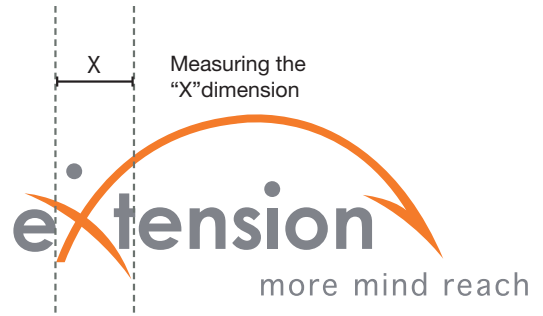 X
Measuring the
“X”dimension
eXtension
more mind reach